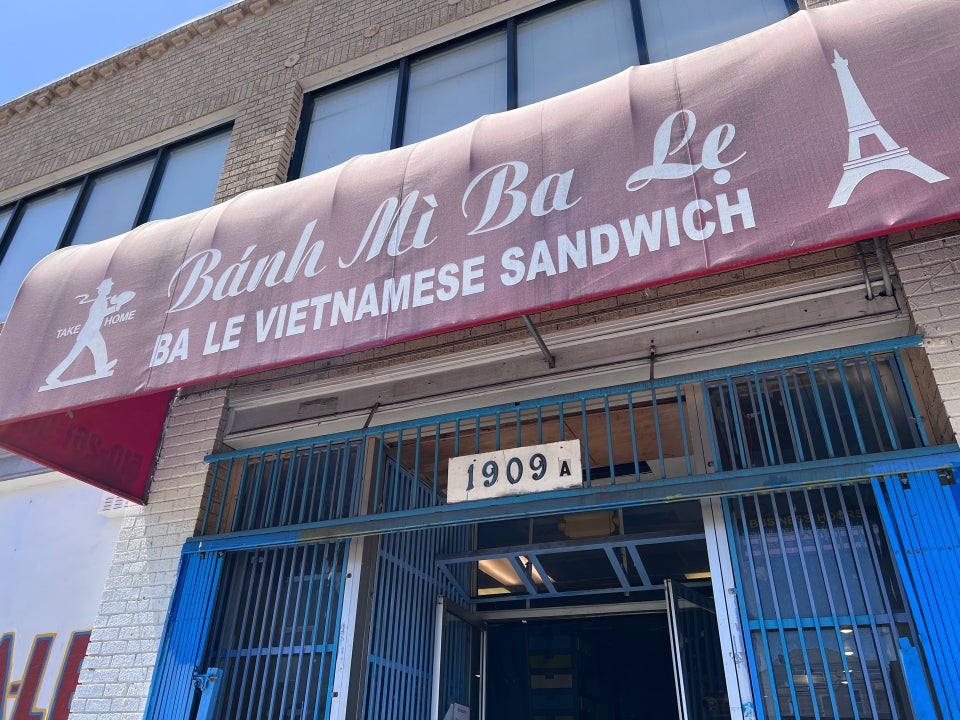 Bánh Mì Ba Lẹ
BA LE VIETNAMESE SANDWICH
TAKE HOME
1909 A